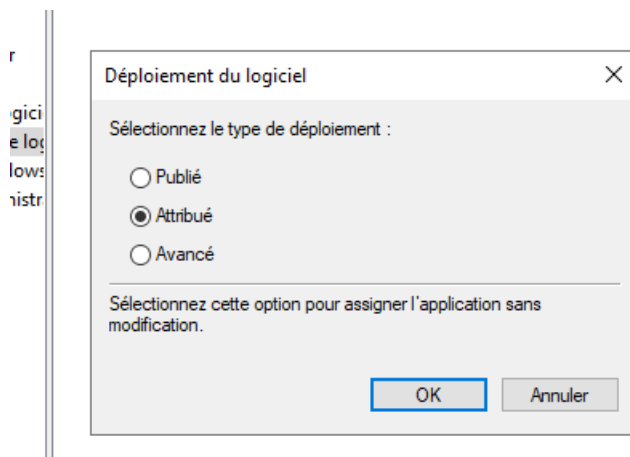 Déploiement du logiciel
Sélectionnez le type de déploiement :
Publié
Attribué
Avancé
Sélectionnez cette option pour assigner l'application sans
modification.
OK Annuler